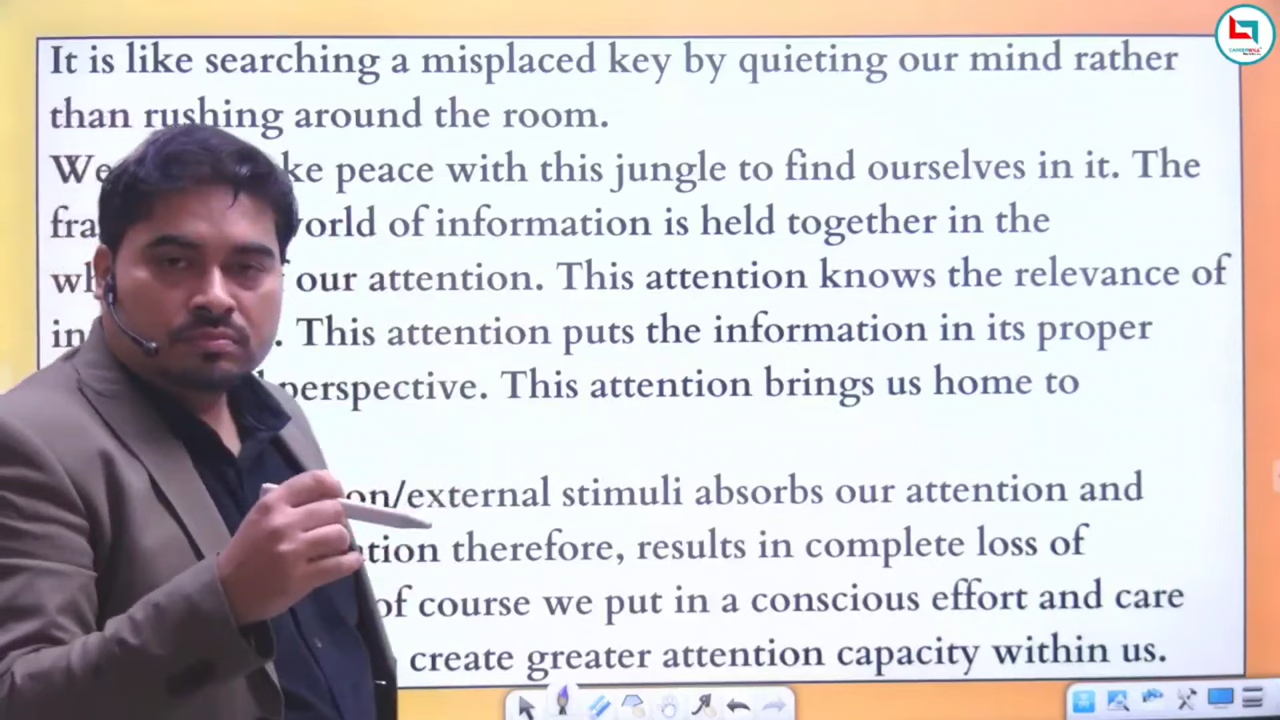 It is like searching a misplaced key by quieting our mind rather
than rushing around the room.
We peace with this jungle to find ourselves in it. The
of information is held together in the
our attention. This attention knows the relevance of
This attention puts the information in its proper
perspective. This attention brings us home to
external stimuli absorbs our attention and
therefore, results in complete loss of
of course we put in a conscious effort and care
create greater attention capacity within us.
CAREERWILL